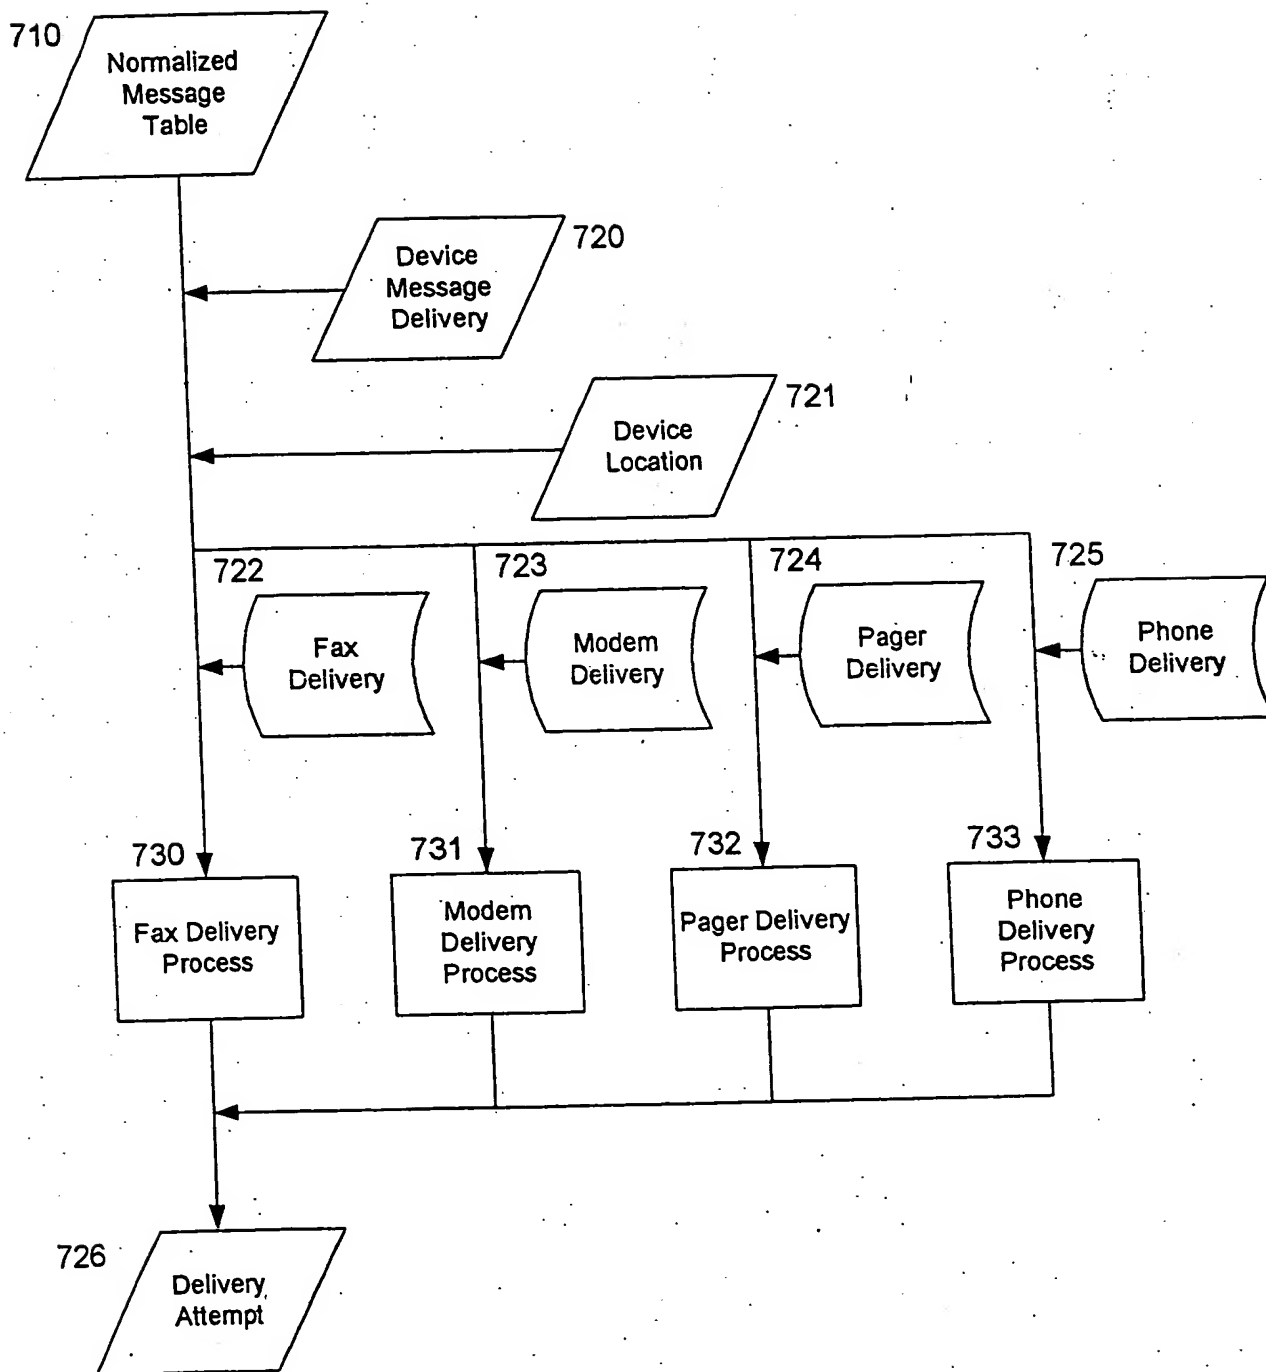 710
Normalized
Message
Table
720
Device
Message
Delivery
721
Device
Location
722
723
724
725
Fax
Delivery
Modem
Delivery
Pager
Delivery
Phone
Delivery
730
731
732
733
Fax Delivery
Process
Modem
Delivery
Process
Pager Delivery
Process
Phone
Delivery
Process
726
Delivery
Attempt